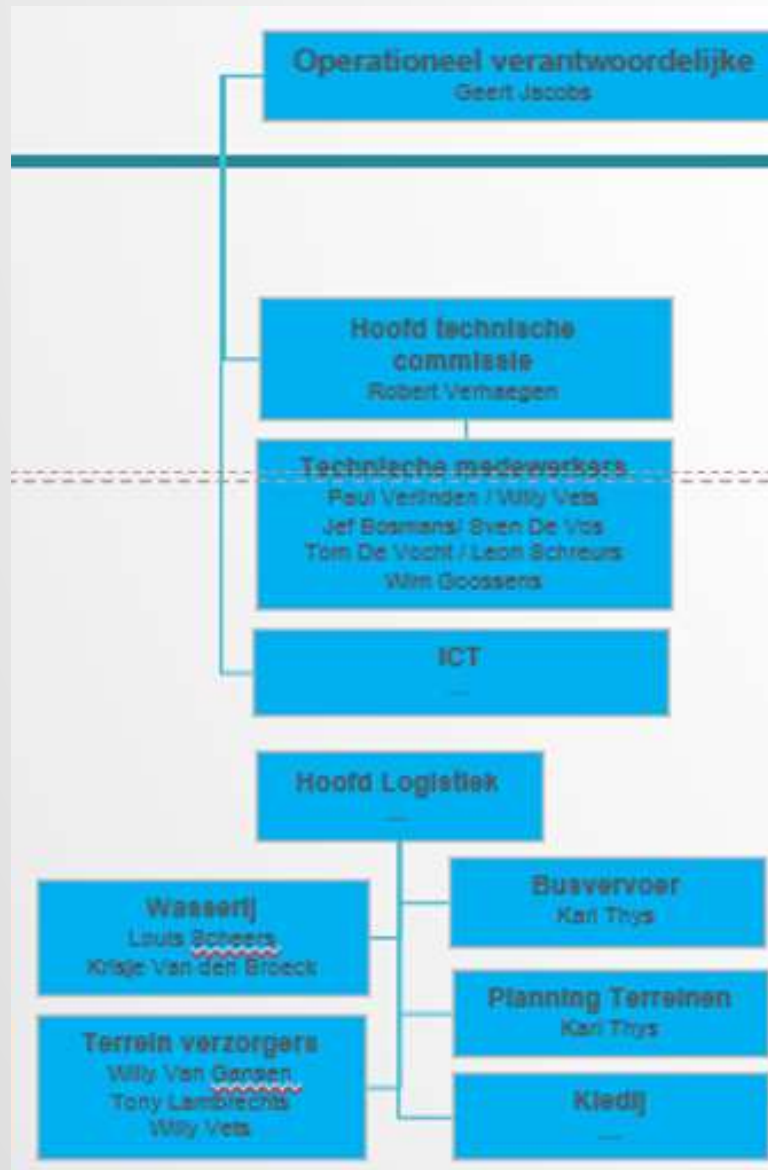 Operationeel verantwoordelijke
Geert Jacobs
Hoofd technische
commissie
Robert Verhaegen
Technische medewerkers
Paul Verlinden / Willy Vets
Jef Bosmans/ Sven De Vos
Tom De Vocht / Leon Schreurs
Wim Goossens
ICT
...
Hoofd Logistiek
...
Wasserij
Louis Scheers
Krisje Van den Broeck
Terrein verzorgers
Willy Van Gansen
Tony Lambrechts
Willy Vets
Busvervoer
Karl Thys
Planning Terreinen
Karl Thys
Kledij
...